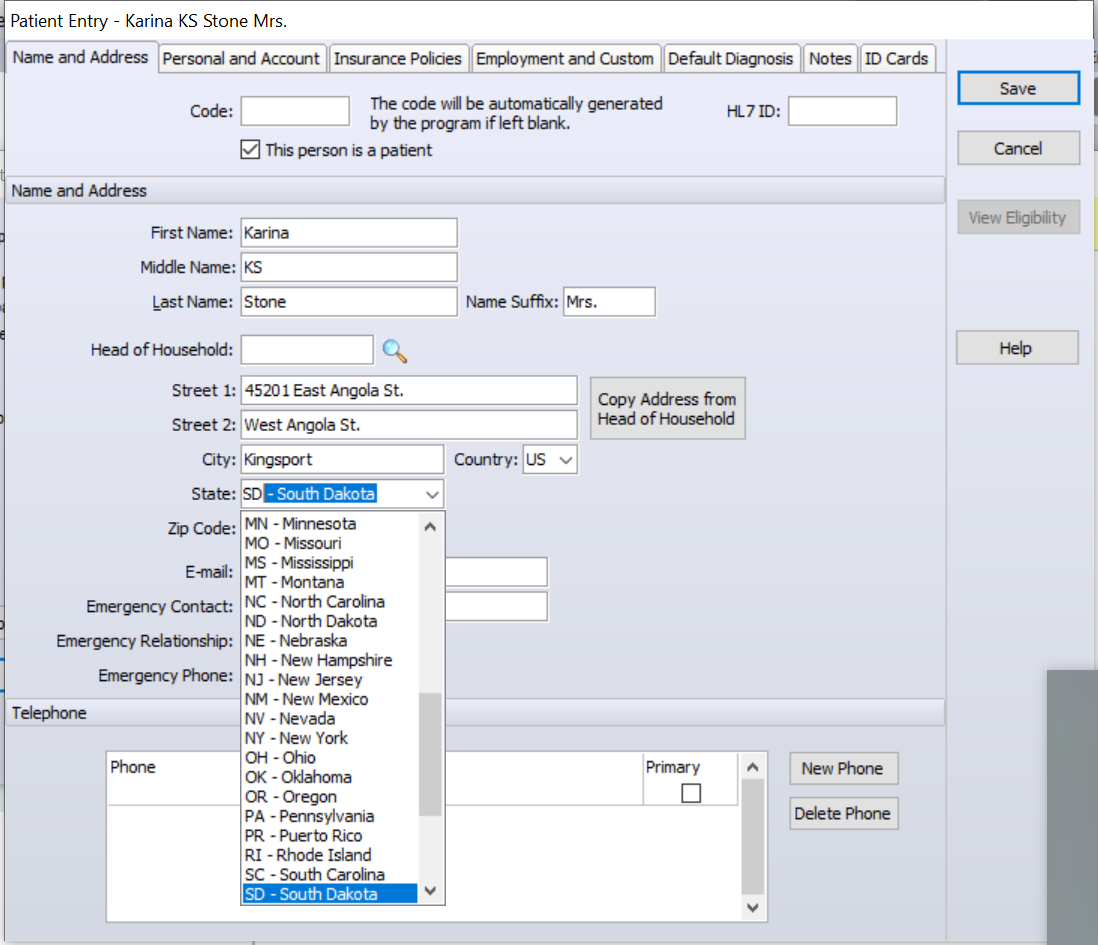 Patient Entry - Karina KS Stone Mrs.
Name and Address Personal and Account Insurance Policies Employment and Custom Default Diagnosis Notes ID Cards
Save
Cancel
View Eligibility
Help
Code:
The code will be automatically generated
by the program if left blank.
HL7 ID:
This person is a patient
Name and Address
First Name: Karina
Middle Name: KS
Last Name: Stone Name Suffix: Mrs.
Head of Household:
Street 1: 45201 East Angola St.
Street 2: West Angola St.
Copy Address from
Head of Household
City: Kingsport Country: US
State: SD - South Dakota
Zip Code:
E-mail:
Emergency Contact:
Emergency Relationship:
Emergency Phone:
MN - Minnesota
MO - Missouri
MS - Mississippi
MT - Montana
NC - North Carolina
ND - North Dakota
NE - Nebraska
NH - New Hampshire
NJ - New Jersey
NM - New Mexico
NV - Nevada
NY - New York
OH - Ohio
OK - Oklahoma
OR - Oregon
PA - Pennsylvania
PR - Puerto Rico
RI - Rhode Island
SC - South Carolina
SD - South Dakota
Telephone
Phone
Primary
New Phone
Delete Phone